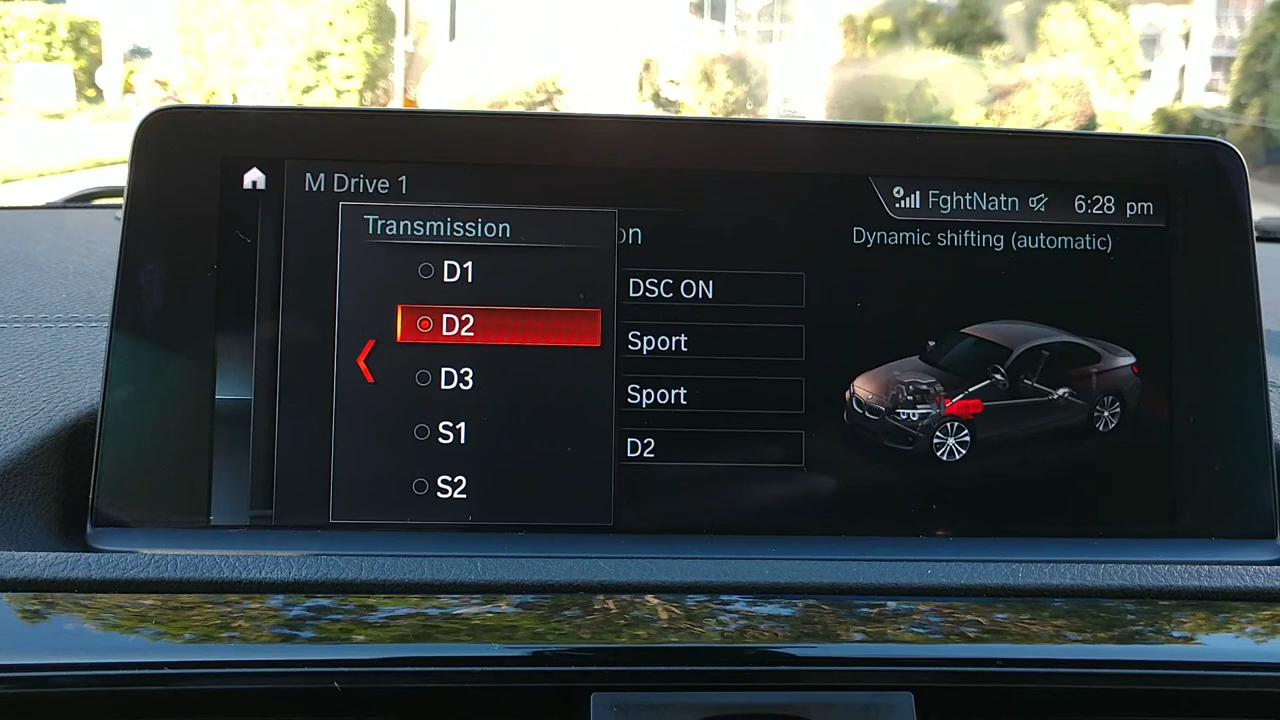 M Drive 1
FghtNatn 6:28 pm
Transmission
on
Dynamic shifting (automatic)
D1
D2
D3
S1
S2
DSC ON
Sport
Sport
D2